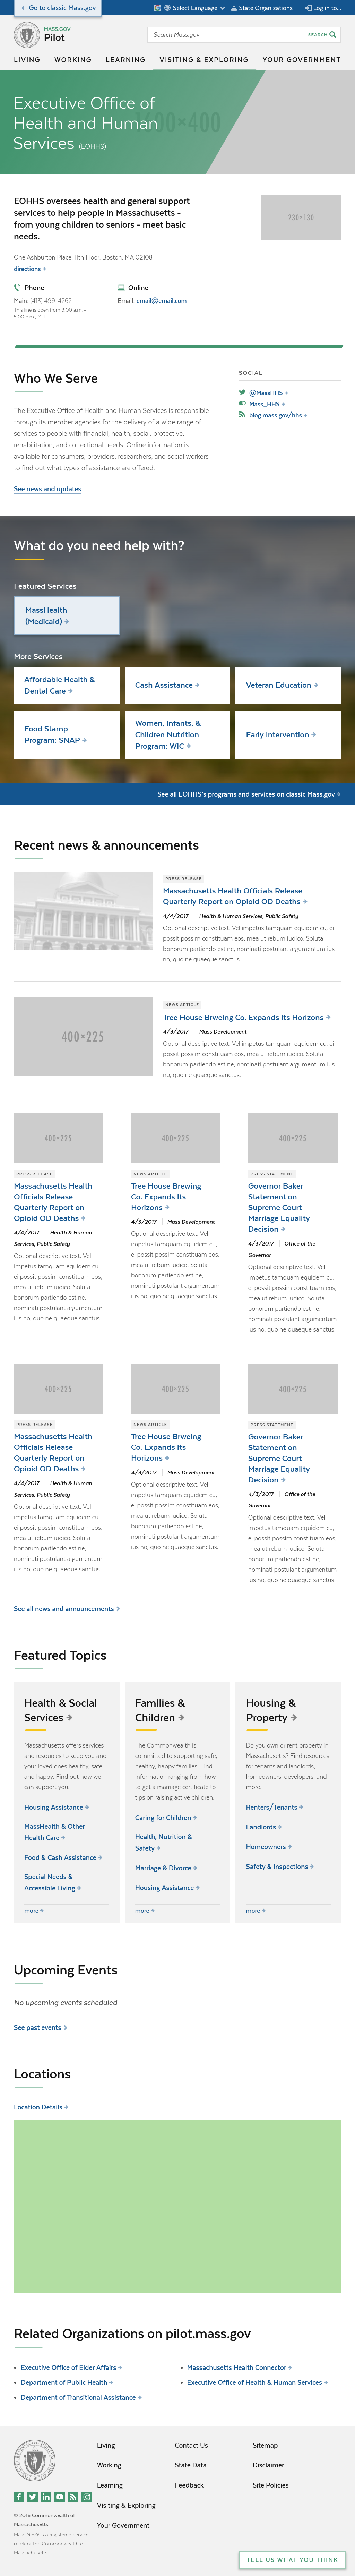 Go to classic Mass.gov
Select Language
State Organizations
Log in to...
MASS.GOV
Pilot
Search Mass.gov
SEARCH
LIVING
WORKING
LEARNING
VISITING & EXPLORING
YOUR GOVERNMENT
Executive Office of
Health and Human
Services (EOHHS)
EOHHS oversees health and general support
services to help people in Massachusetts -
from young children to seniors - meet basic
needs.
230×130
One Ashburton Place, 11th Floor, Boston, MA 02108
directions
Phone
Main: (413) 499-4262
This line is open from 9:00 a.m. -
5:00 p.m., M-F
Online
Email: email@email.com
Who We Serve
The Executive Office of Health and Human Services is responsible
through its member agencies for the delivery of a wide range of
services to people with financial, health, social, protective,
rehabilitation, and correctional needs. Online information is
available for consumers, providers, researchers, and social workers
to find out what types of assistance are offered.
See news and updates
SOCIAL
@MassHHS
Mass_HHS
blog.mass.gov/hhs
What do you need help with?
Featured Services
MassHealth
(Medicaid)
More Services
Affordable Health &
Dental Care
Cash Assistance
Veteran Education
Food Stamp
Program: SNAP
Women, Infants, &
Children Nutrition
Program: WIC
Early Intervention
See all EOHHS's programs and services on classic Mass.gov
Recent news & announcements
PRESS RELEASE
Massachusetts Health Officials Release
Quarterly Report on Opioid OD Deaths
4/4/2017 Health & Human Services, Public Safety
Optional descriptive text. Vel impetus tamquam equidem cu, ei
possit possim constituam eos, mea ut rebum iudico. Soluta
bonorum partiendo est ne, nominati postulant argumentum ius
no, quo ne quaeque sanctus.
400×225
NEWS ARTICLE
Tree House Brweing Co. Expands Its Horizons
4/3/2017 Mass Development
Optional descriptive text. Vel impetus tamquam equidem cu, ei
possit possim constituam eos, mea ut rebum iudico. Soluta
bonorum partiendo est ne, nominati postulant argumentum ius
no, quo ne quaeque sanctus.
400×225
PRESS RELEASE
Massachusetts Health
Officials Release
Quarterly Report on
Opioid OD Deaths
4/4/2017 Health & Human
Services, Public Safety
Optional descriptive text. Vel
impetus tamquam equidem cu,
ei possit possim constituam eos,
mea ut rebum iudico. Soluta
bonorum partiendo est ne,
nominati postulant argumentum
ius no, quo ne quaeque sanctus.
400×225
NEWS ARTICLE
Tree House Brewing
Co. Expands Its
Horizons
4/3/2017 Mass Development
Optional descriptive text. Vel
impetus tamquam equidem cu,
ei possit possim constituam eos,
mea ut rebum iudico. Soluta
bonorum partiendo est ne,
nominati postulant argumentum
ius no, quo ne quaeque sanctus.
400×225
PRESS STATEMENT
Governor Baker
Statement on
Supreme Court
Marriage Equality
Decision
4/3/2017 Office of the
Governor
Optional descriptive text. Vel
impetus tamquam equidem cu,
ei possit possim constituam eos,
mea ut rebum iudico. Soluta
bonorum partiendo est ne,
nominati postulant argumentum
ius no, quo ne quaeque sanctus.
400×225
PRESS RELEASE
Massachusetts Health
Officials Release
Quarterly Report on
Opioid OD Deaths
4/4/2017 Health & Human
Services, Public Safety
Optional descriptive text. Vel
impetus tamquam equidem cu,
ei possit possim constituam eos,
mea ut rebum iudico. Soluta
bonorum partiendo est ne,
nominati postulant argumentum
ius no, quo ne quaeque sanctus.
400×225
NEWS ARTICLE
Tree House Brweing
Co. Expands Its
Horizons
4/3/2017 Mass Development
Optional descriptive text. Vel
impetus tamquam equidem cu,
ei possit possim constituam eos,
mea ut rebum iudico. Soluta
bonorum partiendo est ne,
nominati postulant argumentum
ius no, quo ne quaeque sanctus.
400×225
PRESS STATEMENT
Governor Baker
Statement on
Supreme Court
Marriage Equality
Decision
4/3/2017 Office of the
Governor
Optional descriptive text. Vel
impetus tamquam equidem cu,
ei possit possim constituam eos,
mea ut rebum iudico. Soluta
bonorum partiendo est ne,
nominati postulant argumentum
ius no, quo ne quaeque sanctus.
See all news and announcements
Featured Topics
Health & Social
Services
Massachusetts offers services
and resources to keep you and
your loved ones healthy, safe,
and happy. Find out how we
can support you.
Housing Assistance
MassHealth & Other
Health Care
Food & Cash Assistance
Special Needs &
Accessible Living
more
Families &
Children
The Commonwealth is
committed to supporting safe,
healthy, happy families. Find
information ranging from how
to get a marriage certificate to
tips on raising active children.
Caring for Children
Health, Nutrition &
Safety
Marriage & Divorce
Housing Assistance
more
Housing &
Property
Do you own or rent property in
Massachusetts? Find resources
for tenants and landlords,
homeowners, developers, and
more.
Renters/Tenants
Landlords
Homeowners
Safety & Inspections
more
Upcoming Events
No upcoming events scheduled
See past events
Locations
Location Details
Related Organizations on pilot.mass.gov
Executive Office of Elder Affairs
Department of Public Health
Department of Transitional Assistance
Massachusetts Health Connector
Executive Office of Health & Human Services
Living
Working
Learning
Visiting & Exploring
Your Government
Contact Us
State Data
Feedback
Sitemap
Disclaimer
Site Policies
© 2016 Commonwealth of
Massachusetts.
Mass.Gov® is a registered service
mark of the Commonwealth of
Massachusetts.
TELL US WHAT YOU THINK